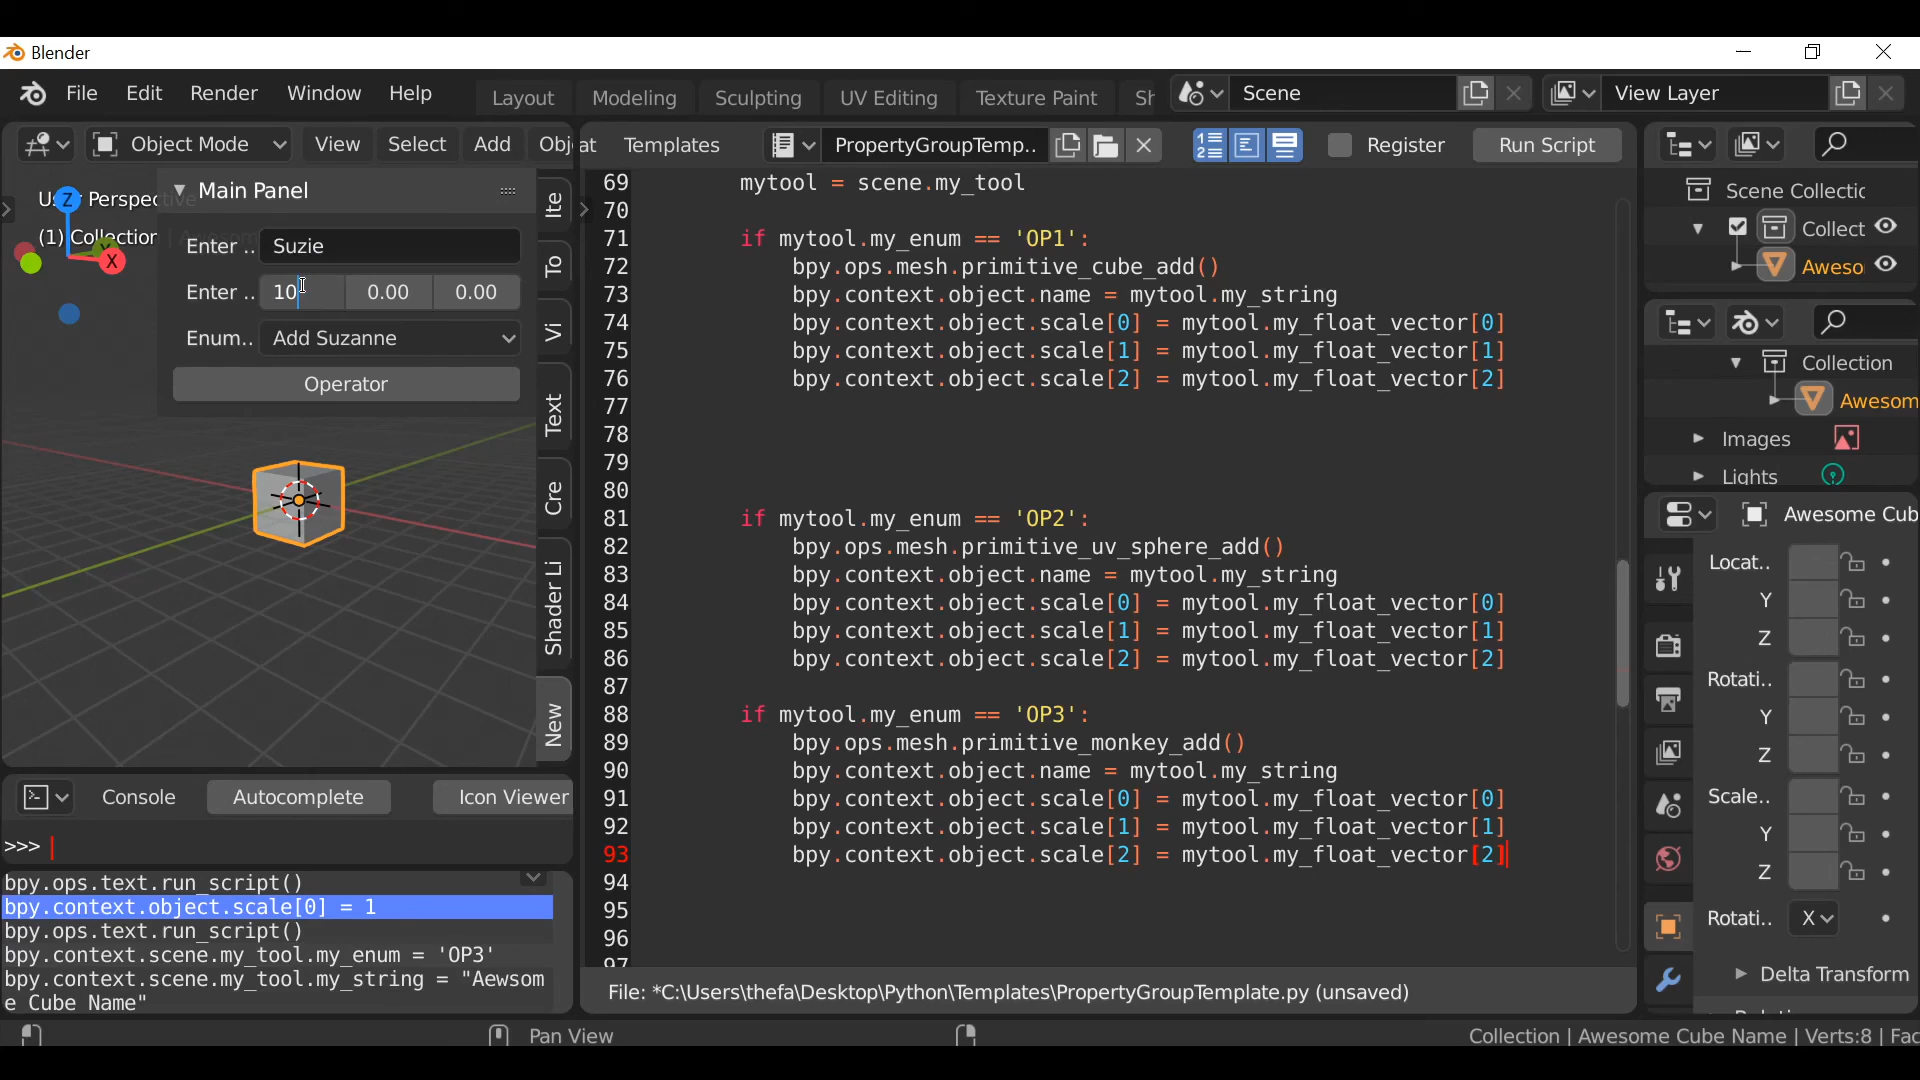 Blender
File Edit Render Window Help Layout Modeling Sculpting UV Editing Texture Paint Sh Scene View Layer
Object Mode View Select Add Obj at Templates PropertyGroupTemp.. Register Run Script
Main Panel
(1) Collection
Z
X
Enter .. Suzie
Enter .. 10 0.00 0.00
Enum.. Add Suzanne
Operator
Ite
To
Vi
Text
Cre
Shader Li
New
69 mytool = scene.my_tool
70
71 if mytool.my_enum == 'OP1':
72 bpy.ops.mesh.primitive_cube_add()
73 bpy.context.object.name = mytool.my_string
74 bpy.context.object.scale[0] = mytool.my_float_vector[0]
75 bpy.context.object.scale[1] = mytool.my_float_vector[1]
76 bpy.context.object.scale[2] = mytool.my_float_vector[2]
77
78
79
80
81 if mytool.my_enum == 'OP2':
82 bpy.ops.mesh.primitive_uv_sphere_add()
83 bpy.context.object.name = mytool.my_string
84 bpy.context.object.scale[0] = mytool.my_float_vector[0]
85 bpy.context.object.scale[1] = mytool.my_float_vector[1]
86 bpy.context.object.scale[2] = mytool.my_float_vector[2]
87
88 if mytool.my_enum == 'OP3':
89 bpy.ops.mesh.primitive_monkey_add()
90 bpy.context.object.name = mytool.my_string
91 bpy.context.object.scale[0] = mytool.my_float_vector[0]
92 bpy.context.object.scale[1] = mytool.my_float_vector[1]
93 bpy.context.object.scale[2] = mytool.my_float_vector[2]
94
95
96
97
File: *C:\Users\thefa\Desktop\Python\Templates\PropertyGroupTemplate.py (unsaved)
Console Autocomplete Icon Viewer
>>>
bpy.ops.text.run_script()
bpy.context.object.scale[0] = 1
bpy.ops.text.run_script()
bpy.context.scene.my_tool.my_enum = 'OP3'
bpy.context.scene.my_tool.my_string = "Aewsom
e Cube Name"
Scene Collectic
Collect
Aweso
Collection
Awesom
Images
Lights
Awesome Cub
Locat..
Y
Z
Rotati..
Y
Z
Scale..
Y
Z
Rotati.. X
Delta Transform
Pan View
Collection | Awesome Cube Name | Verts:8 | Fac